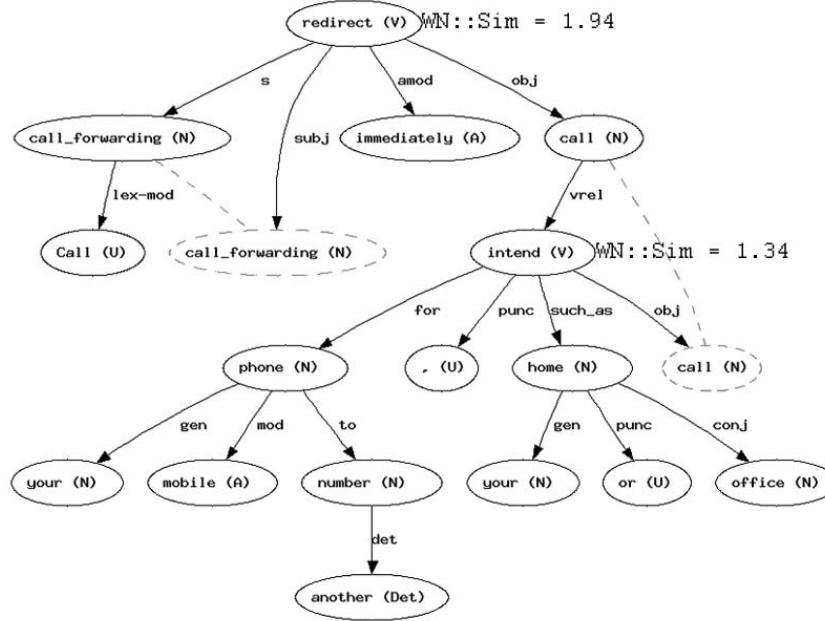 redirect (V) WN::Sim = 1.94
s subj amod obj
call_forwarding (N) immediately (A) call (N)
lex-mod vrel
Call (U) call_forwarding (N) intend (V) WN::Sim = 1.34
for punc such_as obj
phone (N) , (U) home (N) call (N)
gen mod to gen punc conj
your (N) mobile (A) number (N) your (N) or (U) office (N)
det
another (Det)